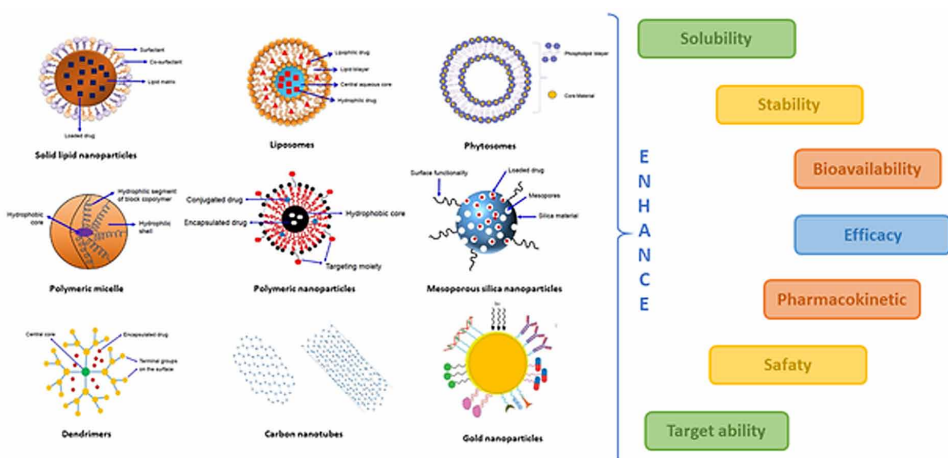 Surfactant
Co-surfactant
Lipid matrix
Loaded drug
Solid lipid nanoparticles
Lipophilic drug
Lipid bilayer
Central aqueous core
Hydrophilic drug
Liposomes
Phospholipid bilayer
Core Material
Phytosomes
Hydrophilic segment
of block copolymer
Hydrophobic
core
Hydrophilic
shell
Polymeric micelle
Conjugated drug
Encapsulated drug
Hydrophobic core
Targeting moiety
Polymeric nanoparticles
Surface functionality
Loaded drug
Mesopores
Silica material
Mesoporous silica nanoparticles
Central core
Encapsulated drug
Terminal groups
on the surface
Dendrimers
Carbon nanotubes
Gold nanoparticles
ENHANCE
Solubility
Stability
Bioavailability
Efficacy
Pharmacokinetic
Safaty
Target ability